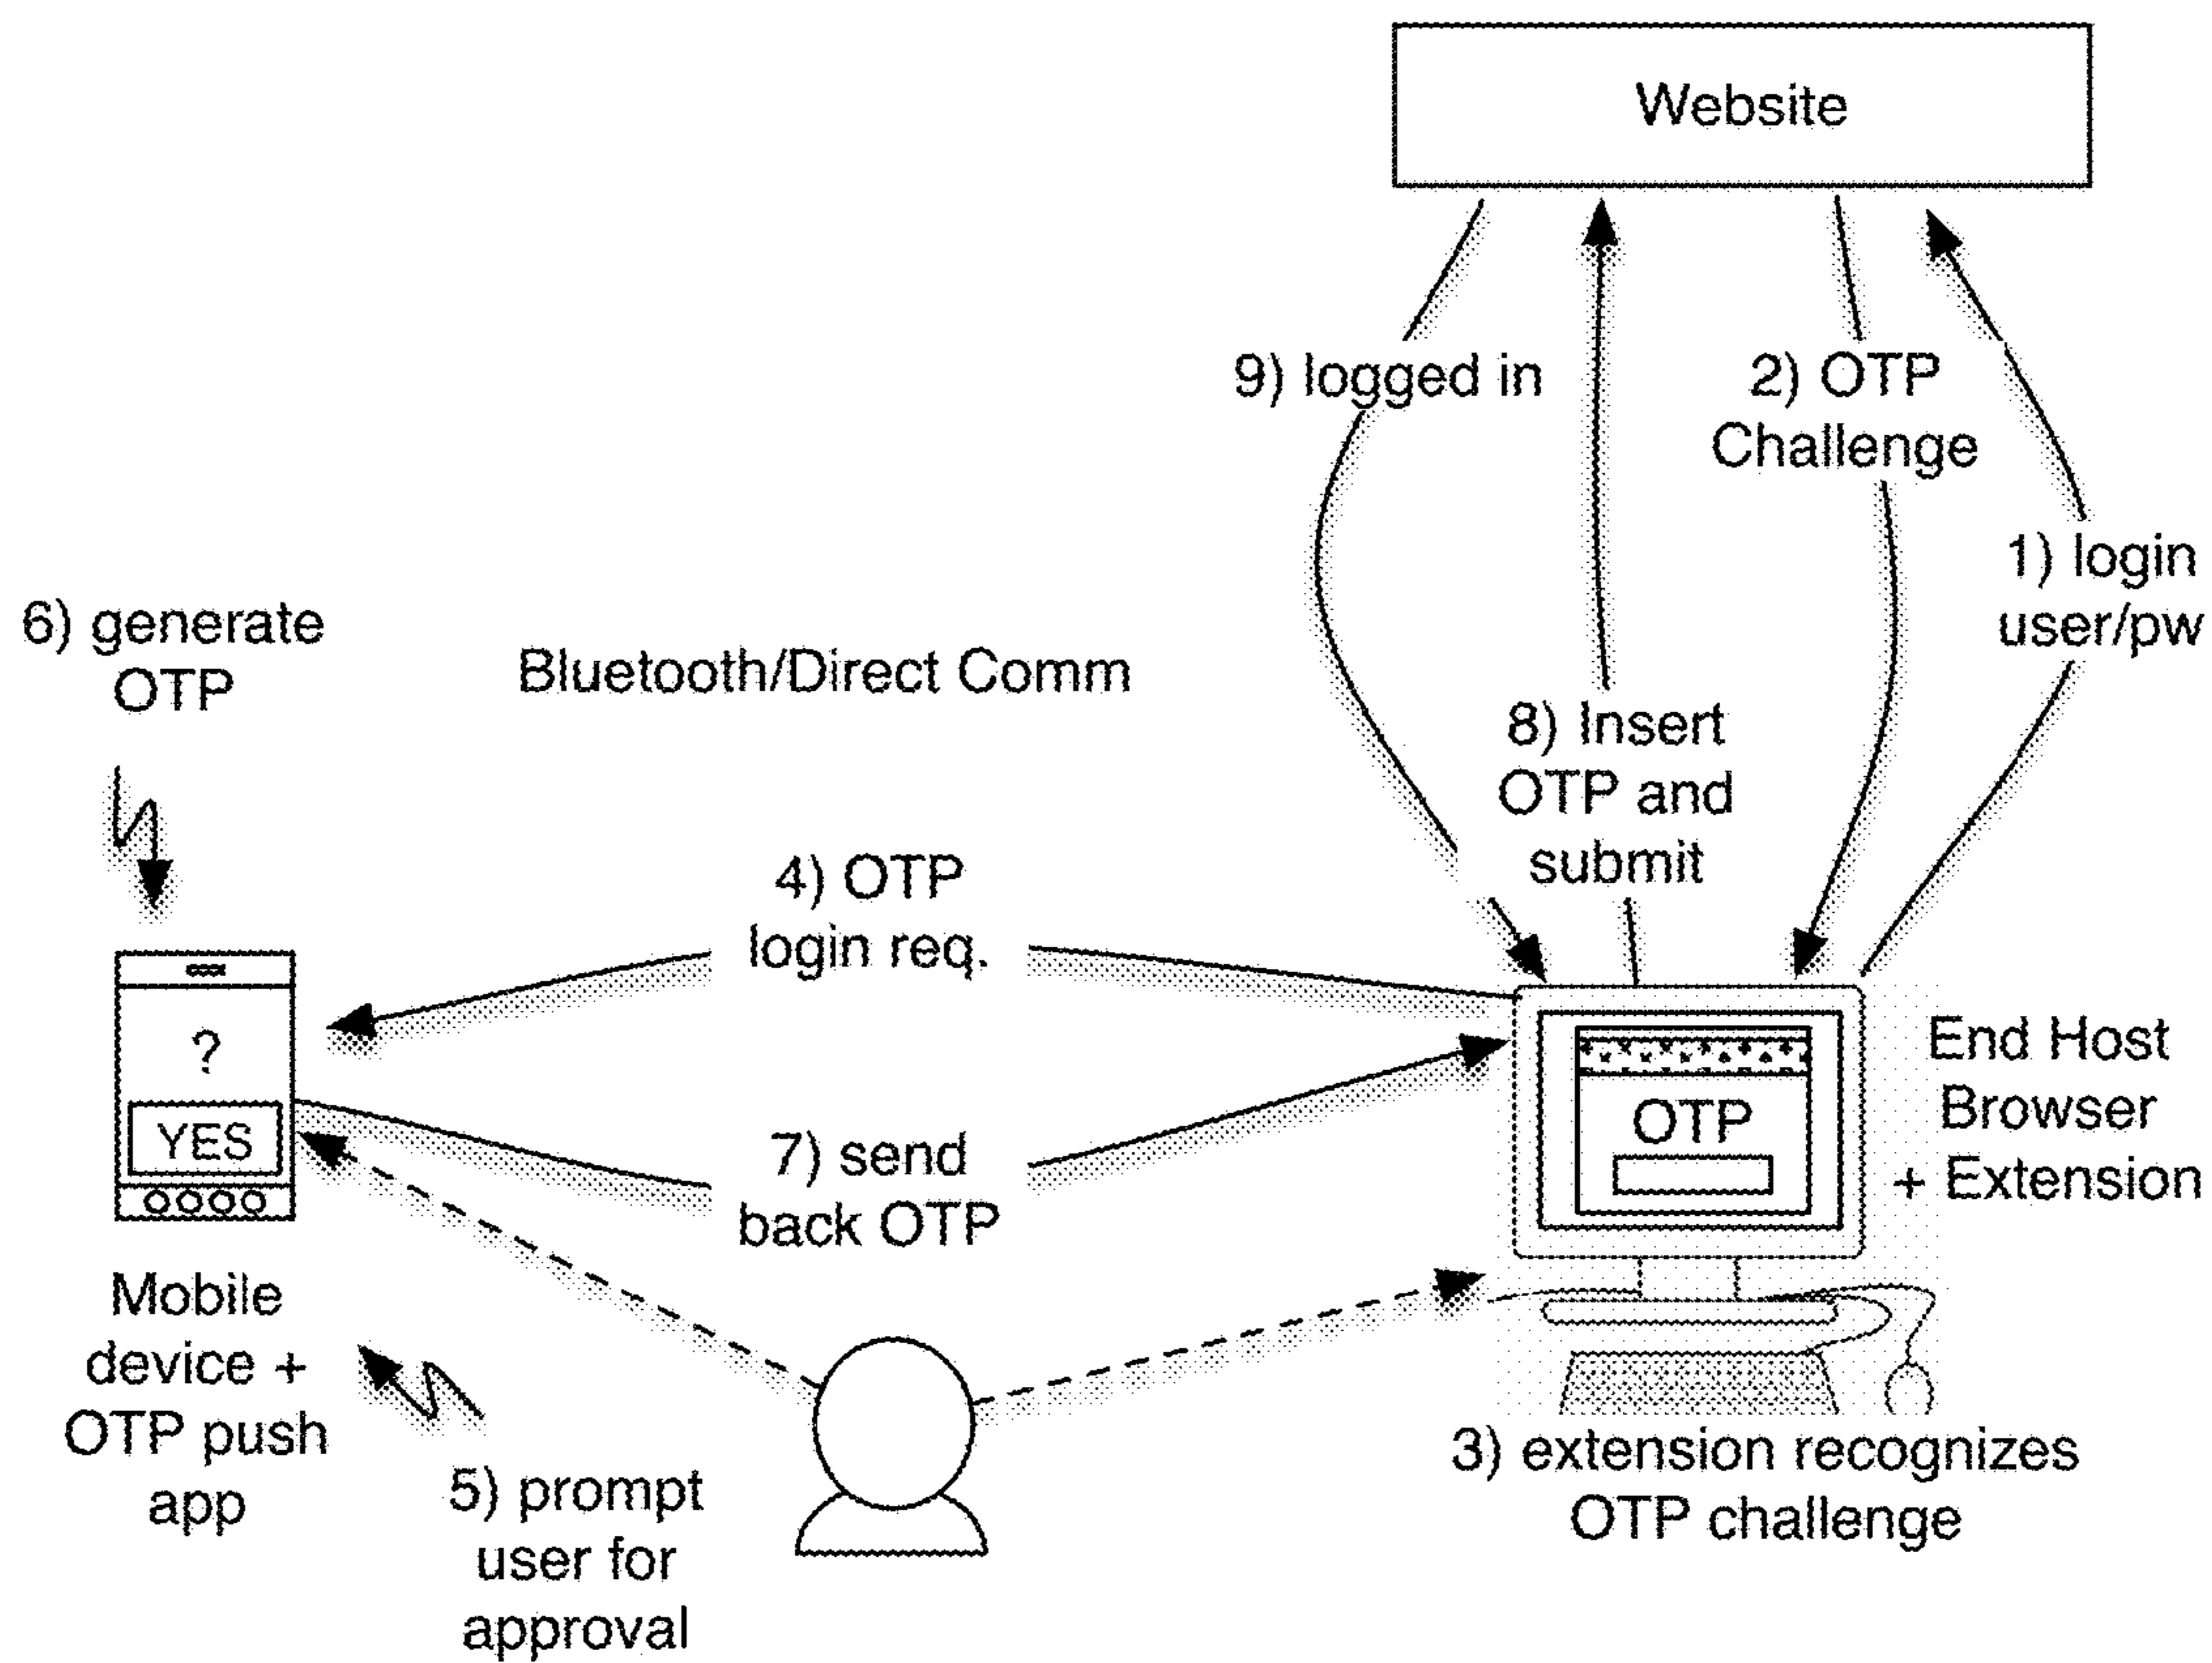 Website
9) logged in
2) OTP
Challenge
1) login
user/pw
6) generate
OTP
Bluetooth/Direct Comm
8) Insert
OTP and
submit
4) OTP
login req.
?
YES
7) send
back OTP
OTP
End Host
Browser
+ Extension
Mobile
device +
OTP push
app
5) prompt
user for
approval
3) extension recognizes
OTP challenge